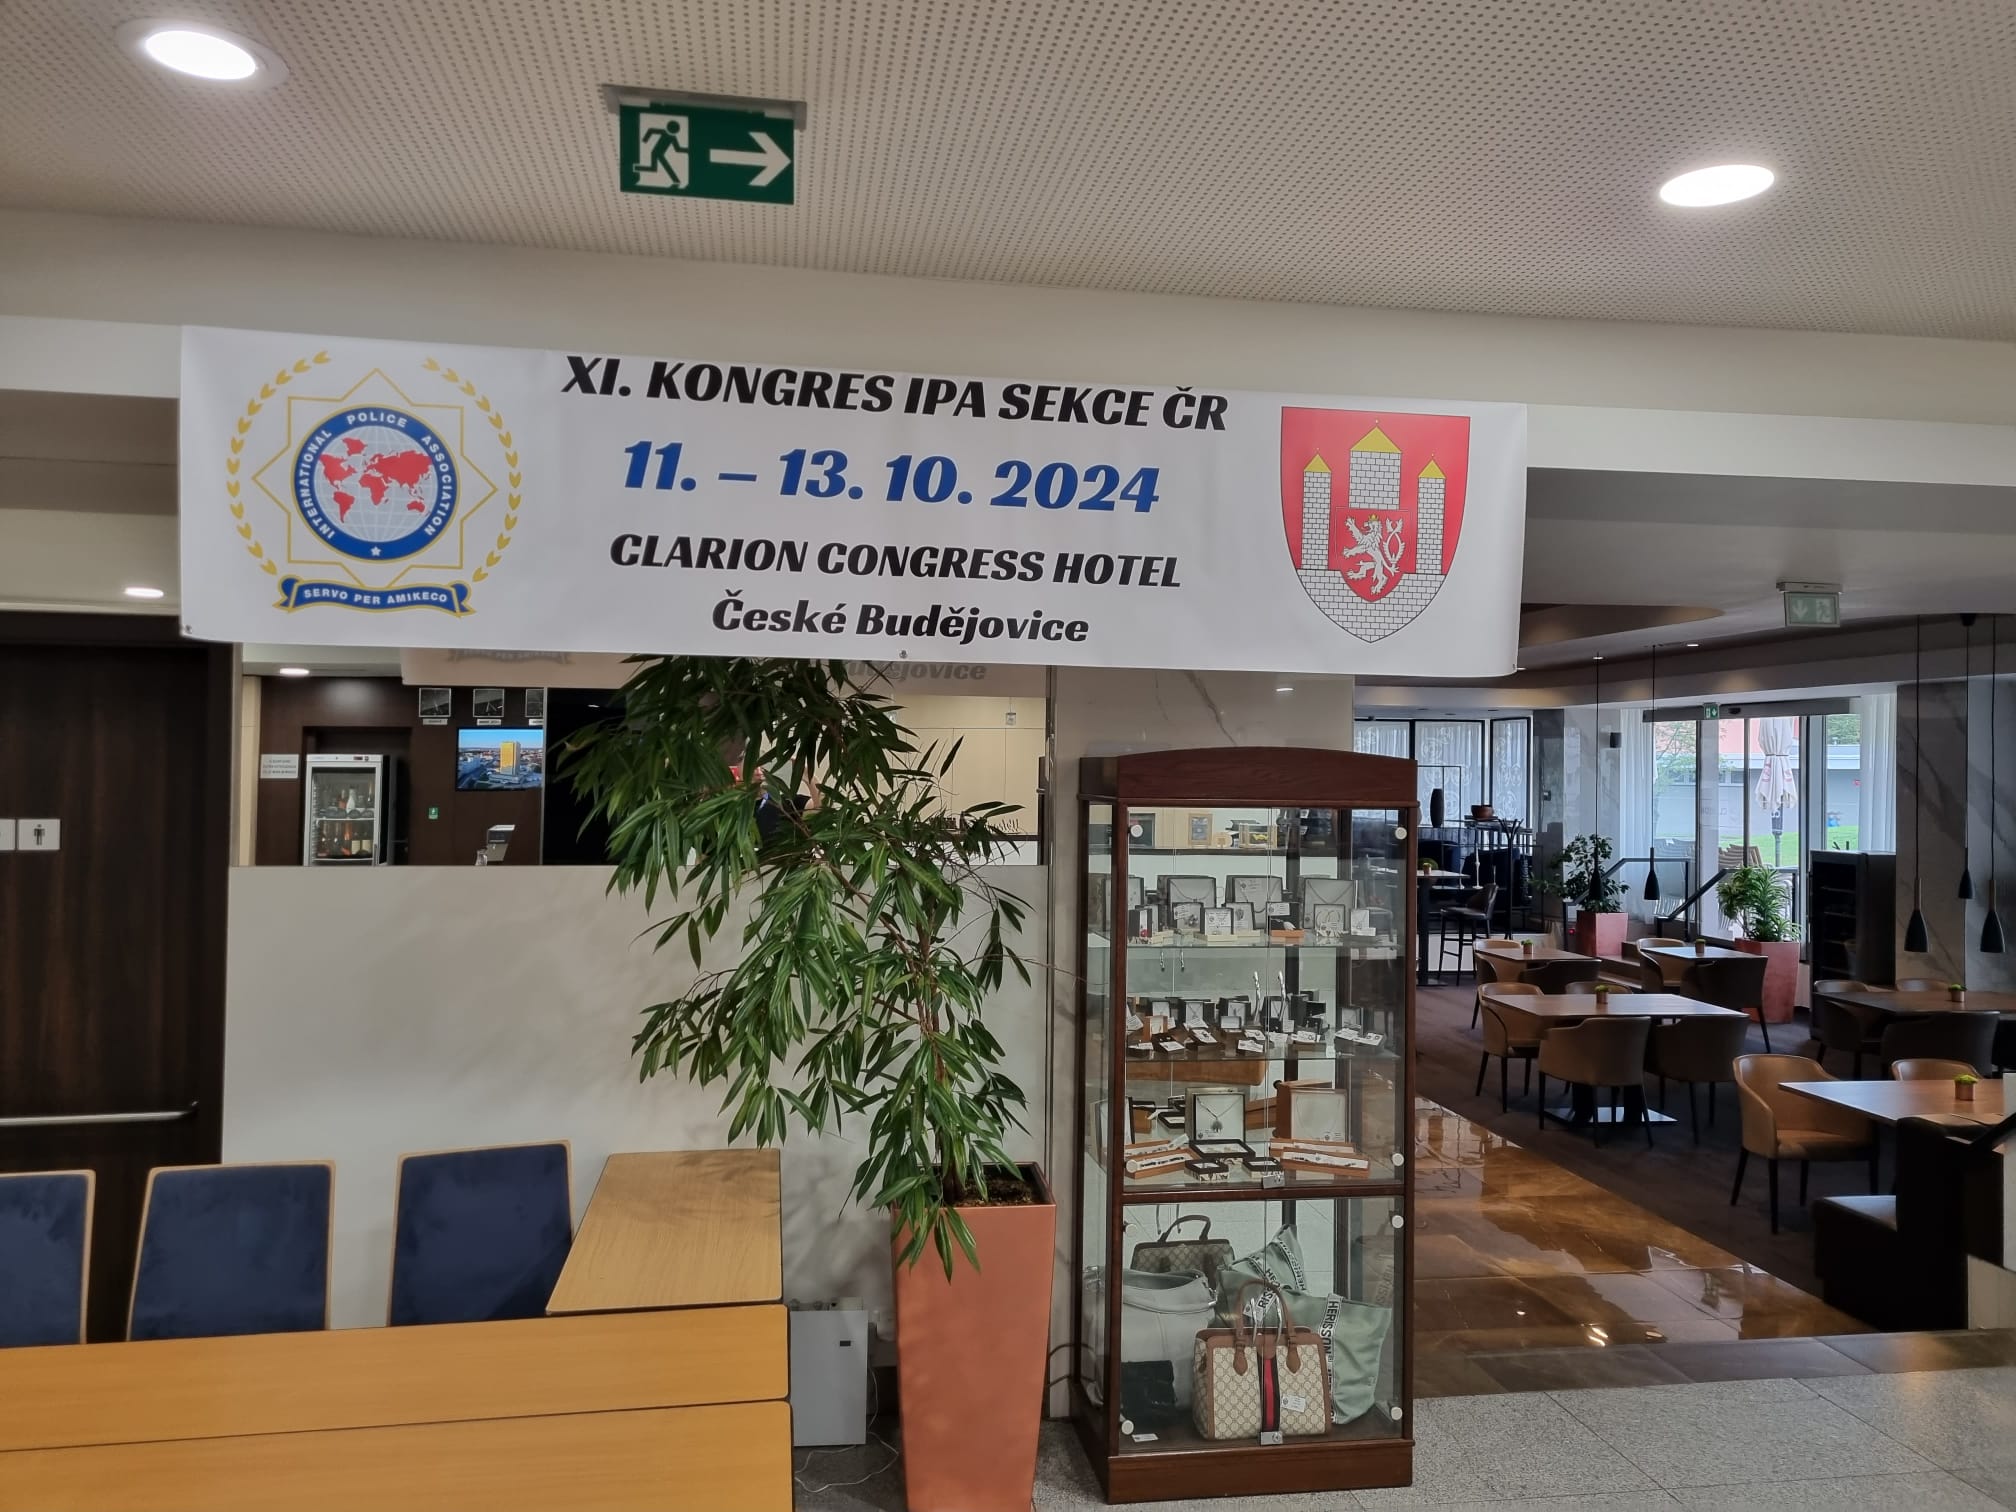 XI. KONGRES IPA SEKCE ČR
11. – 13. 10. 2024
CLARION CONGRESS HOTEL
České Budějovice
INTERNATIONAL POLICE ASSOCIATION
SERVO PER AMIKECO
HERISSON